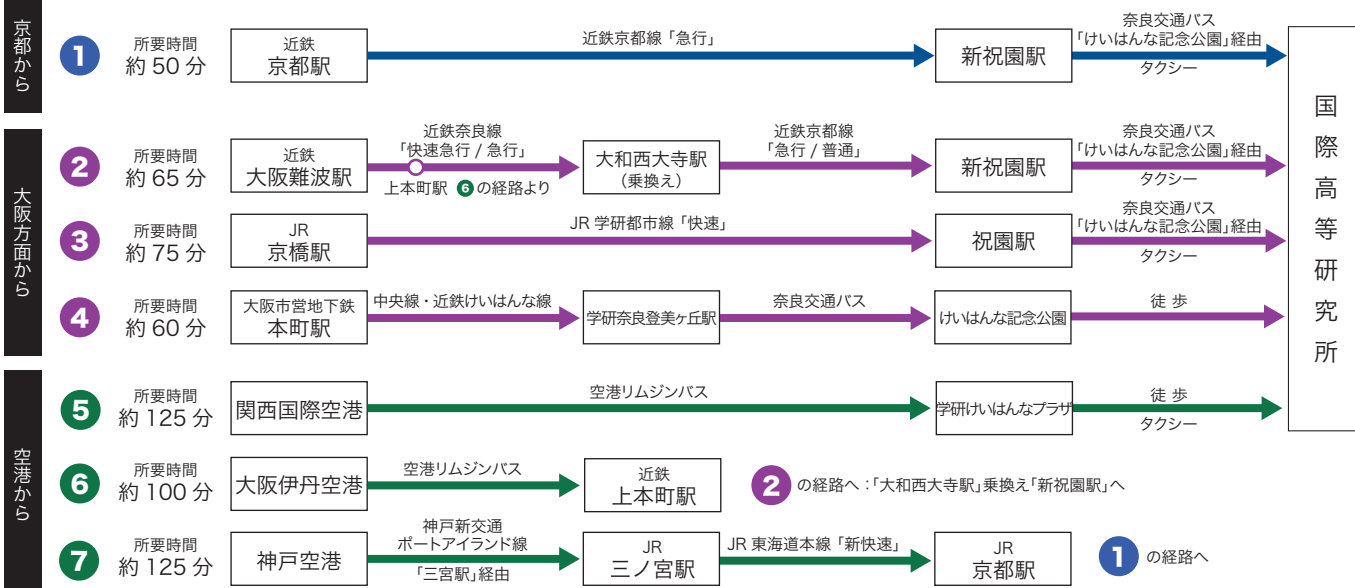 京都から
1
所要時間
約 50 分
近鉄
京都駅
近鉄京都線「急行」
新祝園駅
奈良交通バス
「けいはんな記念公園」経由
タクシー
国際高等研究所
大阪方面から
2
所要時間
約 65 分
近鉄
大阪難波駅
近鉄奈良線
「快速急行 / 急行」
上本町駅 6 の経路より
大和西大寺駅
（乗換え）
近鉄京都線
「急行 / 普通」
新祝園駅
奈良交通バス
「けいはんな記念公園」経由
タクシー
3
所要時間
約 75 分
JR
京橋駅
JR 学研都市線「快速」
祝園駅
奈良交通バス
「けいはんな記念公園」経由
タクシー
4
所要時間
約 60 分
大阪市営地下鉄
本町駅
中央線・近鉄けいはんな線
学研奈良登美ヶ丘駅
奈良交通バス
けいはんな記念公園
徒 歩
空港から
5
所要時間
約 125 分
関西国際空港
空港リムジンバス
学研けいはんなプラザ
徒 歩
タクシー
6
所要時間
約 100 分
大阪伊丹空港
空港リムジンバス
近鉄
上本町駅
2 の経路へ：「大和西大寺駅」乗換え「新祝園駅」へ
7
所要時間
約 125 分
神戸空港
神戸新交通
ポートアイランド線
「三宮駅」経由
JR
三ノ宮駅
JR 東海道本線「新快速」
JR
京都駅
1 の経路へ